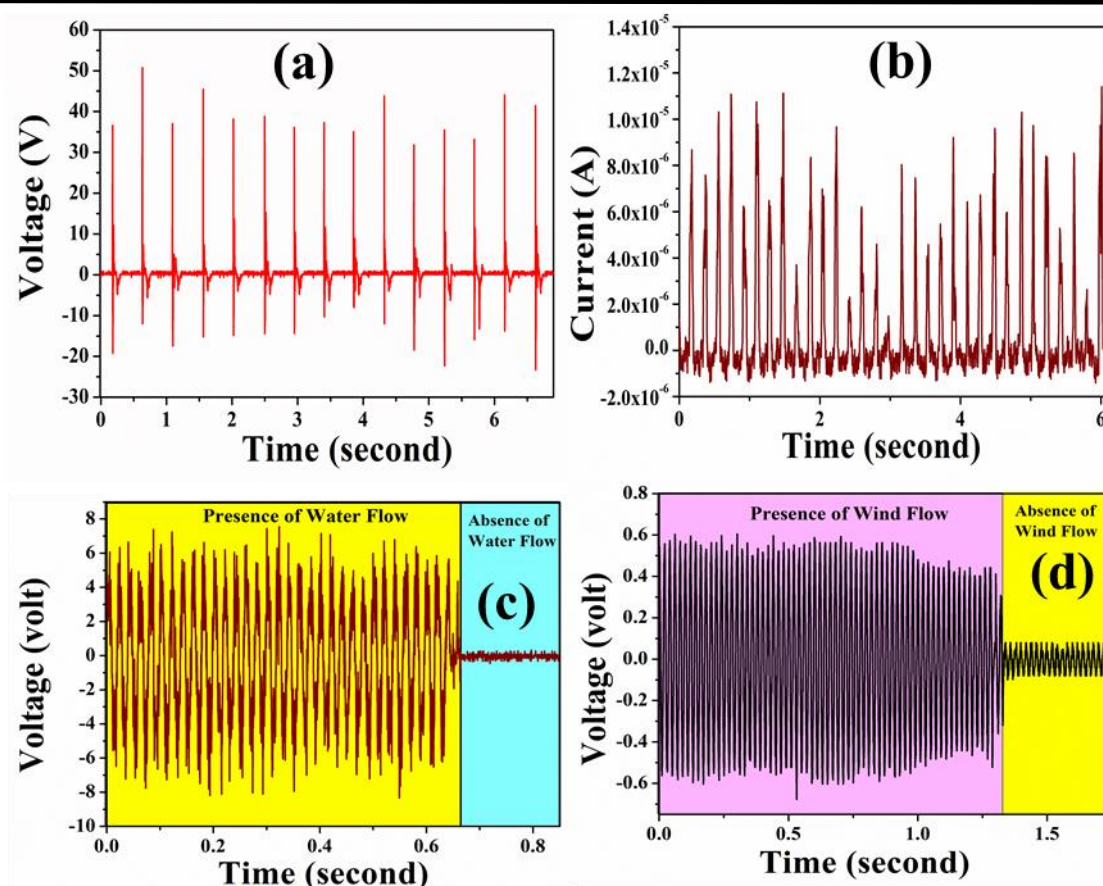 (a)
Voltage (V)
60
50
40
30
20
10
0
-10
-20
-30
0 1 2 3 4 5 6
Time (second)
(b)
Current (A)
1.4x10⁻⁵
1.2x10⁻⁵
1.0x10⁻⁵
8.0x10⁻⁶
6.0x10⁻⁶
4.0x10⁻⁶
2.0x10⁻⁶
0.0
-2.0x10⁻⁶
0 2 4 6
Time (second)
Presence of Water Flow
Absence of
Water Flow
(c)
Voltage (volt)
8
6
4
2
0
-2
-4
-6
-8
-10
0.0 0.2 0.4 0.6 0.8
Time (second)
Presence of Wind Flow
Absence of
Wind Flow
(d)
Voltage (volt)
0.8
0.6
0.4
0.2
0.0
-0.2
-0.4
-0.6
0.0 0.5 1.0 1.5
Time (second)